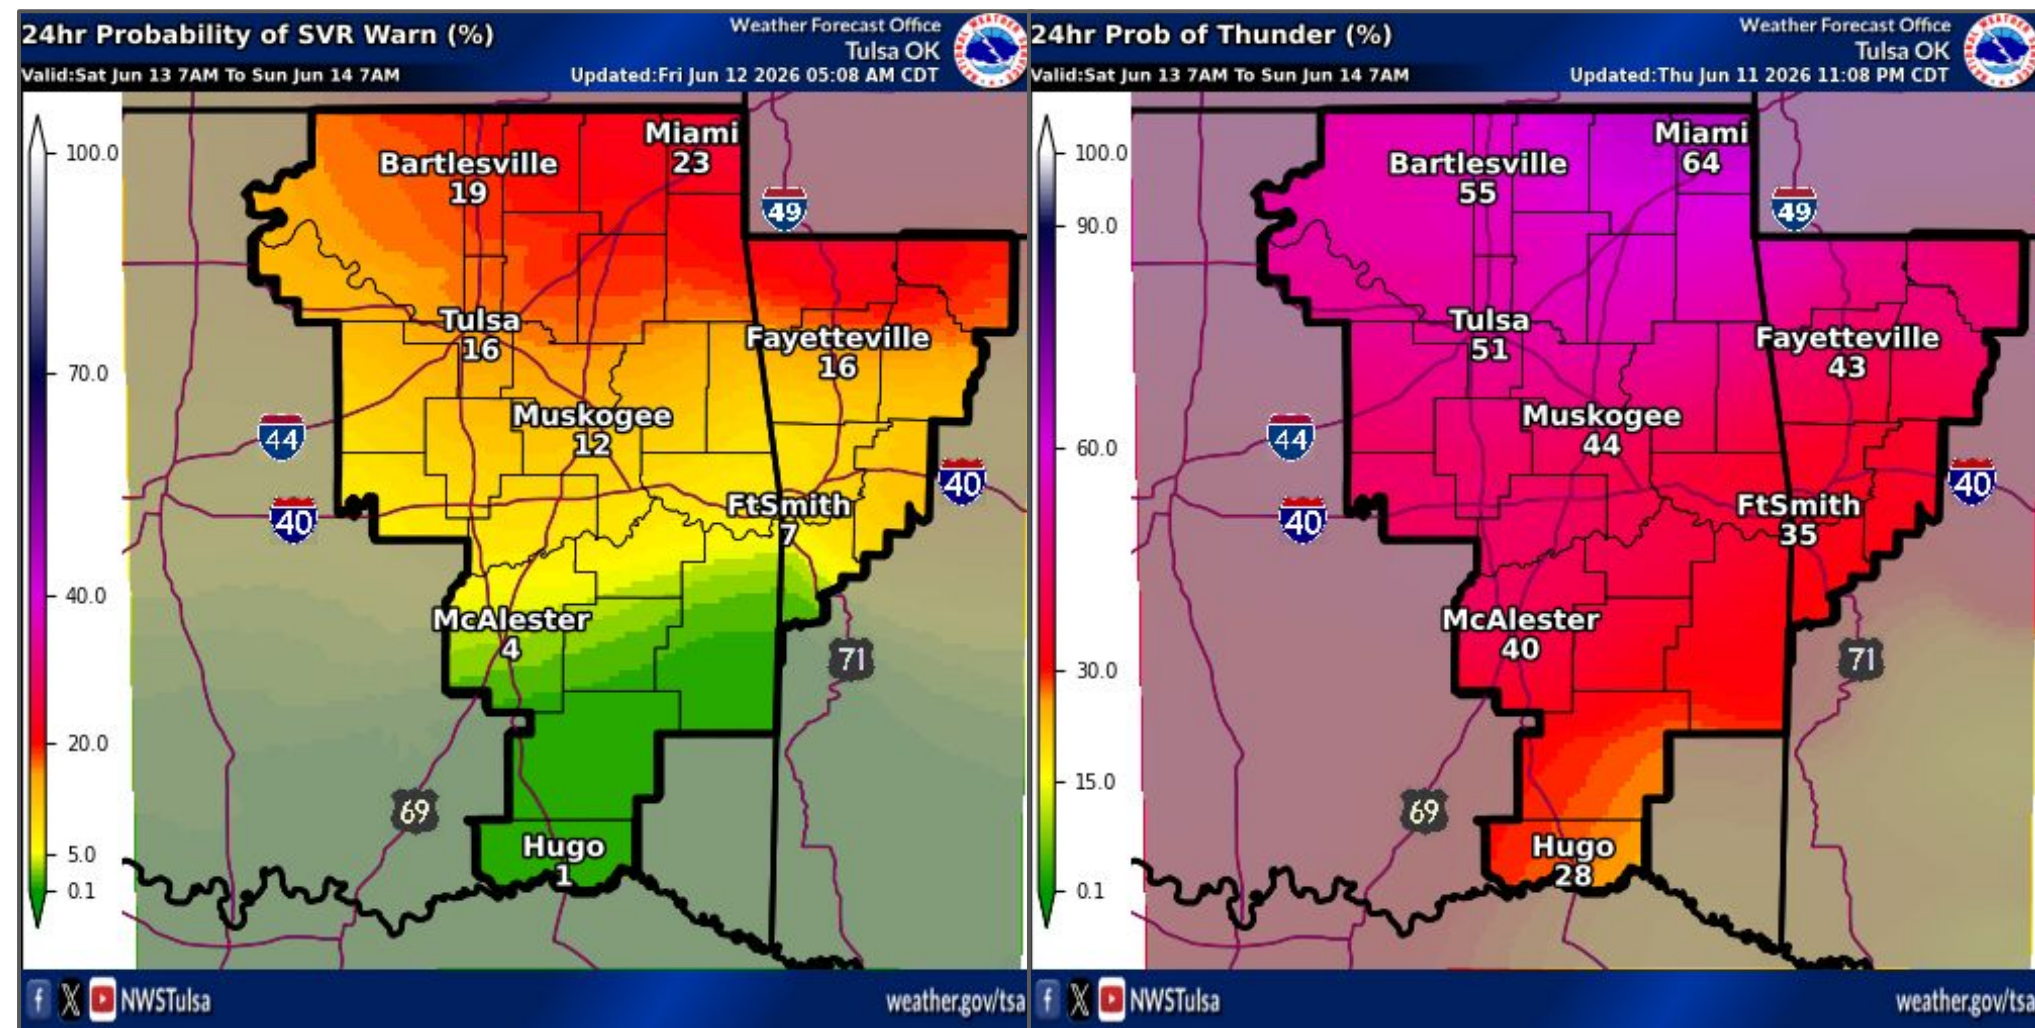 24hr Probability of SVR Warn (%)
Weather Forecast Office
Tulsa OK
Valid:Sat Jun 13 7AM To Sun Jun 14 7AM
Updated:Fri Jun 12 2026 05:08 AM CDT
NATIONAL WEATHER SERVICE
100.0
70.0
40.0
20.0
5.0
0.1
Miami
23
Bartlesville
19
49
Tulsa
16
Fayetteville
16
Muskogee
12
44
40
40
FtSmith
7
McAlester
4
71
69
Hugo
1
NWSTulsa
weather.gov/tsa
24hr Prob of Thunder (%)
Weather Forecast Office
Tulsa OK
Valid:Sat Jun 13 7AM To Sun Jun 14 7AM
Updated:Thu Jun 11 2026 11:08 PM CDT
NATIONAL WEATHER SERVICE
100.0
90.0
60.0
30.0
15.0
0.1
Miami
64
Bartlesville
55
49
Tulsa
51
Fayetteville
43
Muskogee
44
44
40
40
FtSmith
35
McAlester
40
71
69
Hugo
28
NWSTulsa
weather.gov/tsa